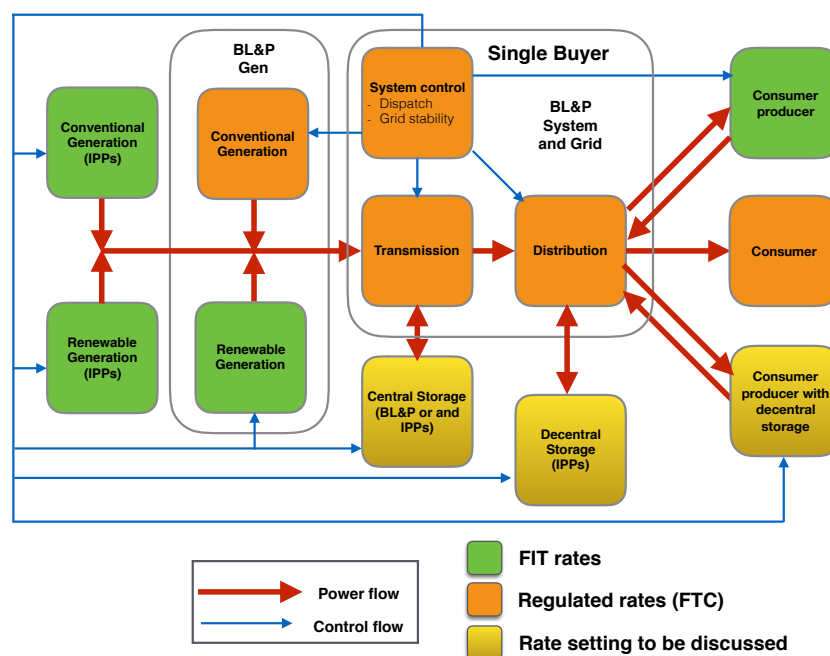 BL&P
Gen
Single Buyer
System control
- Dispatch
- Grid stability
BL&P
System
and Grid
Conventional
Generation
(IPPs)
Conventional
Generation
Consumer
producer
Transmission
Distribution
Consumer
Renewable
Generation
(IPPs)
Renewable
Generation
Central Storage
(BL&P or and
IPPs)
Decentral
Storage
(IPPs)
Consumer
producer with
decentral
storage
Power flow
Control flow
FIT rates
Regulated rates (FTC)
Rate setting to be discussed